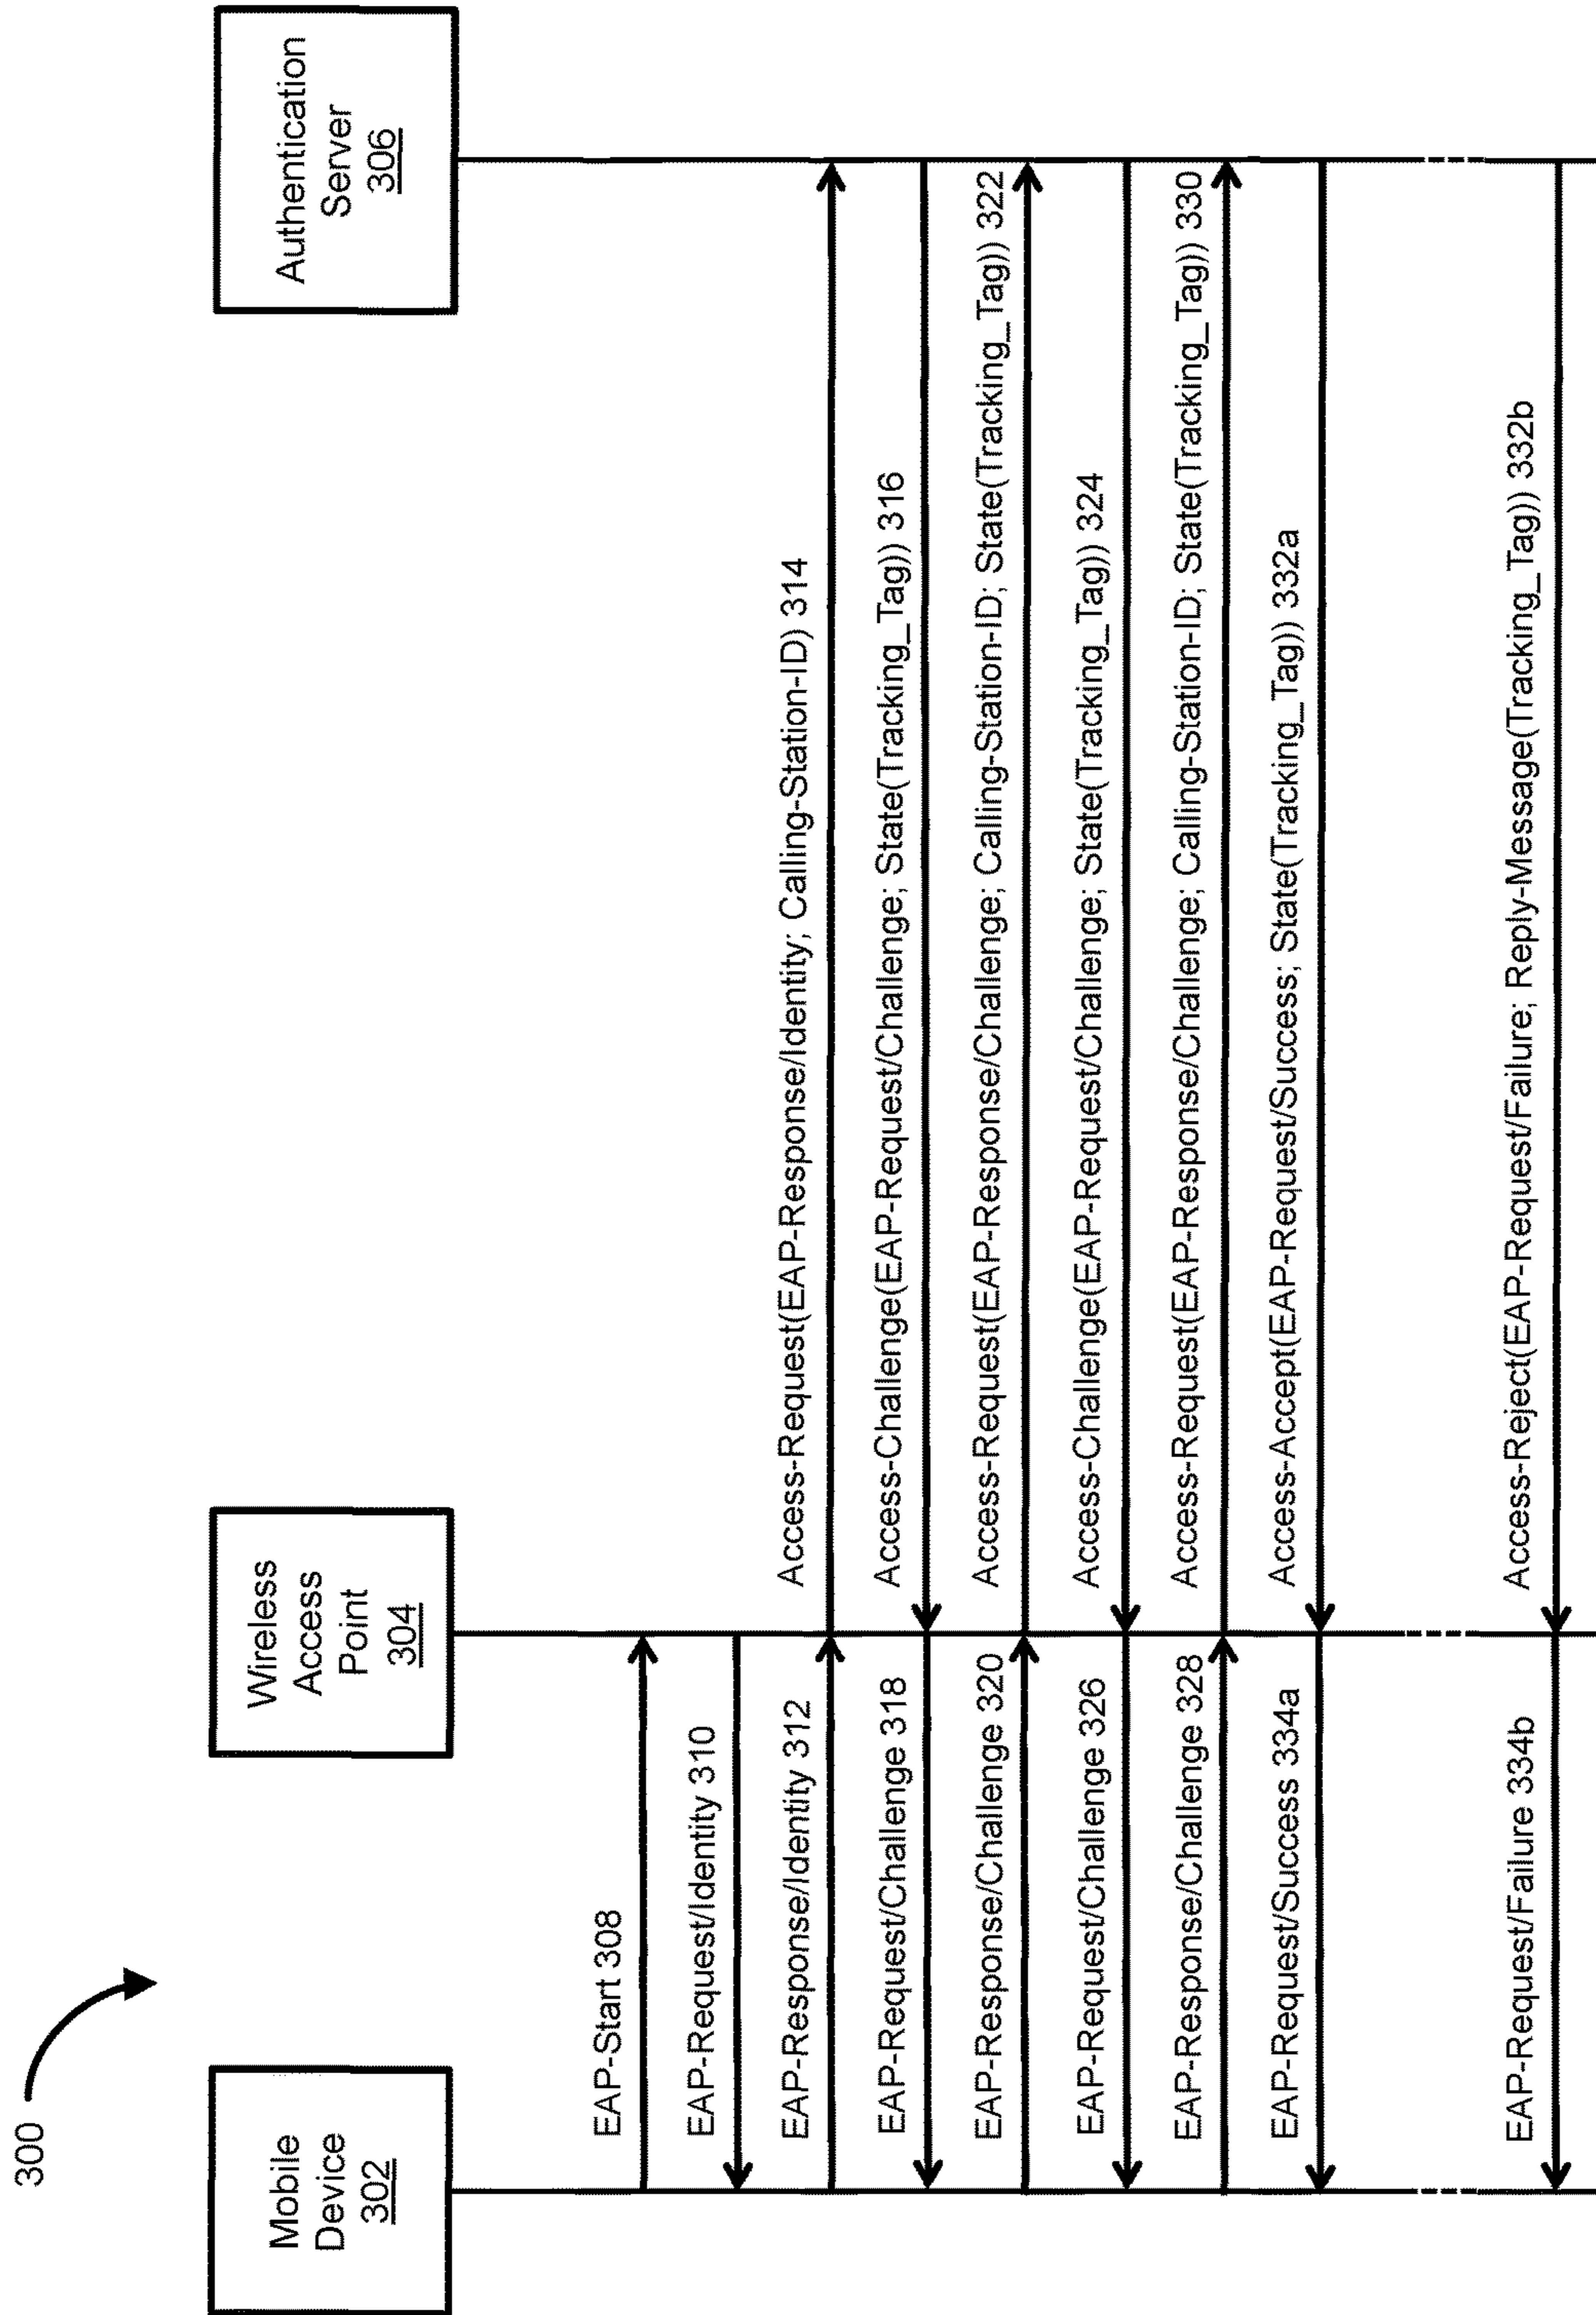 300
Mobile
Device
302
Wireless
Access
Point
304
Authentication
Server
306
EAP-Start 308
EAP-Request/Identity 310
EAP-Response/Identity 312
Access-Request(EAP-Response/Identity; Calling-Station-ID) 314
Access-Challenge(EAP-Request/Challenge; State(Tracking_Tag)) 316
EAP-Request/Challenge 318
EAP-Response/Challenge 320
Access-Request(EAP-Response/Challenge; Calling-Station-ID; State(Tracking_Tag)) 322
Access-Challenge(EAP-Request/Challenge; State(Tracking_Tag)) 324
EAP-Request/Challenge 326
EAP-Response/Challenge 328
Access-Request(EAP-Response/Challenge; Calling-Station-ID; State(Tracking_Tag)) 330
Access-Accept(EAP-Request/Success; State(Tracking_Tag)) 332a
EAP-Request/Success 334a
Access-Reject(EAP-Request/Failure; Reply-Message(Tracking_Tag)) 332b
EAP-Request/Failure 334b